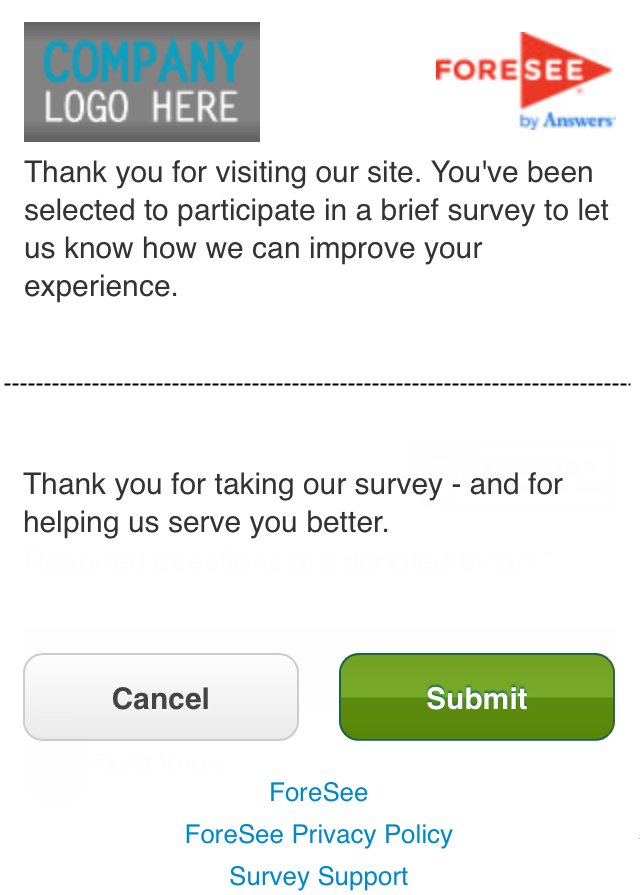 COMPANY
LOGO HERE
FORESEE
by Answers
Thank you for visiting our site. You've been
selected to participate in a brief survey to let
us know how we can improve your
experience.
--------------------------------------------------------------------------------
Thank you for taking our survey - and for
helping us serve you better.
Cancel
Submit
ForeSee
ForeSee Privacy Policy
Survey Support